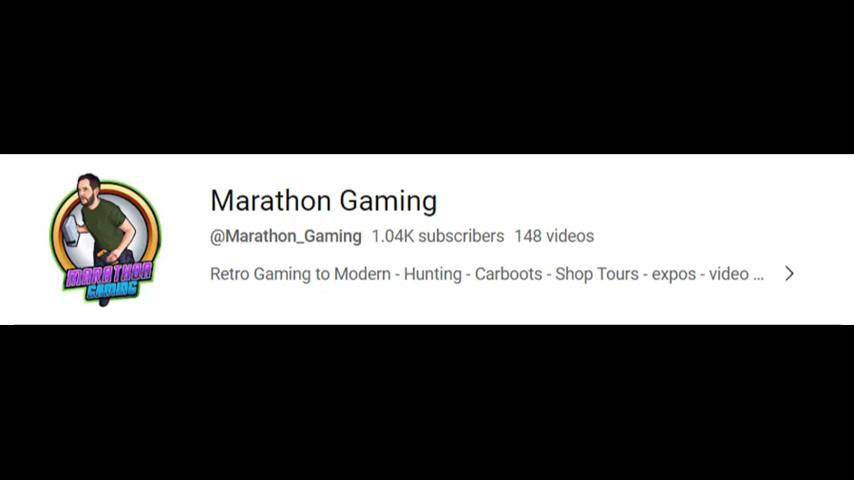 Marathon Gaming
@Marathon_Gaming 1.04K subscribers 148 videos
Retro Gaming to Modern - Hunting - Carboots - Shop Tours - expos - video ...
MARATHON
GAMING